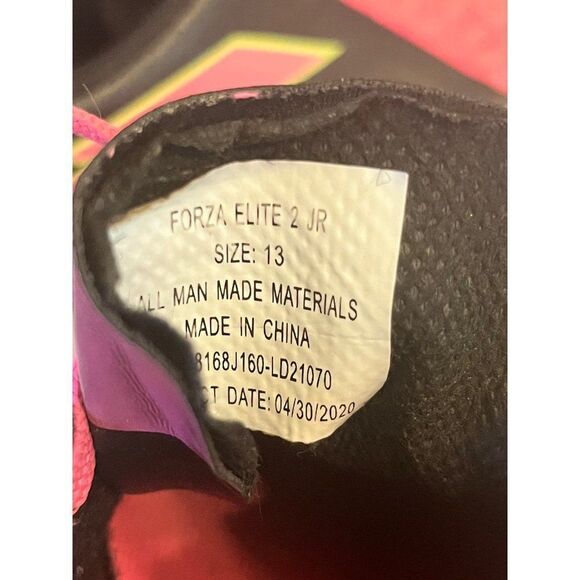 FORZA ELITE 2 JR
SIZE: 13
ALL MAN MADE MATERIALS
MADE IN CHINA
8168J160-LD21070
CT DATE: 04/30/2020